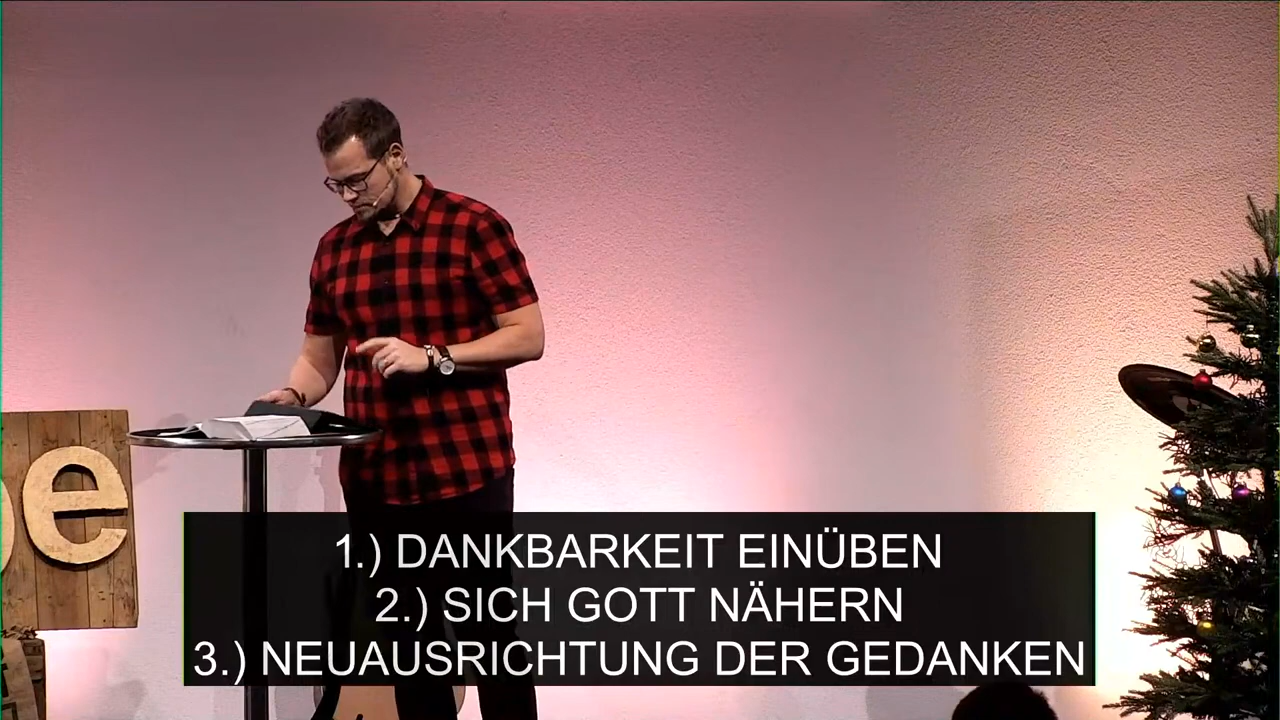 1.) DANKBARKEIT EINÜBEN
2.) SICH GOTT NÄHERN
3.) NEUAUSRICHTUNG DER GEDANKEN
e